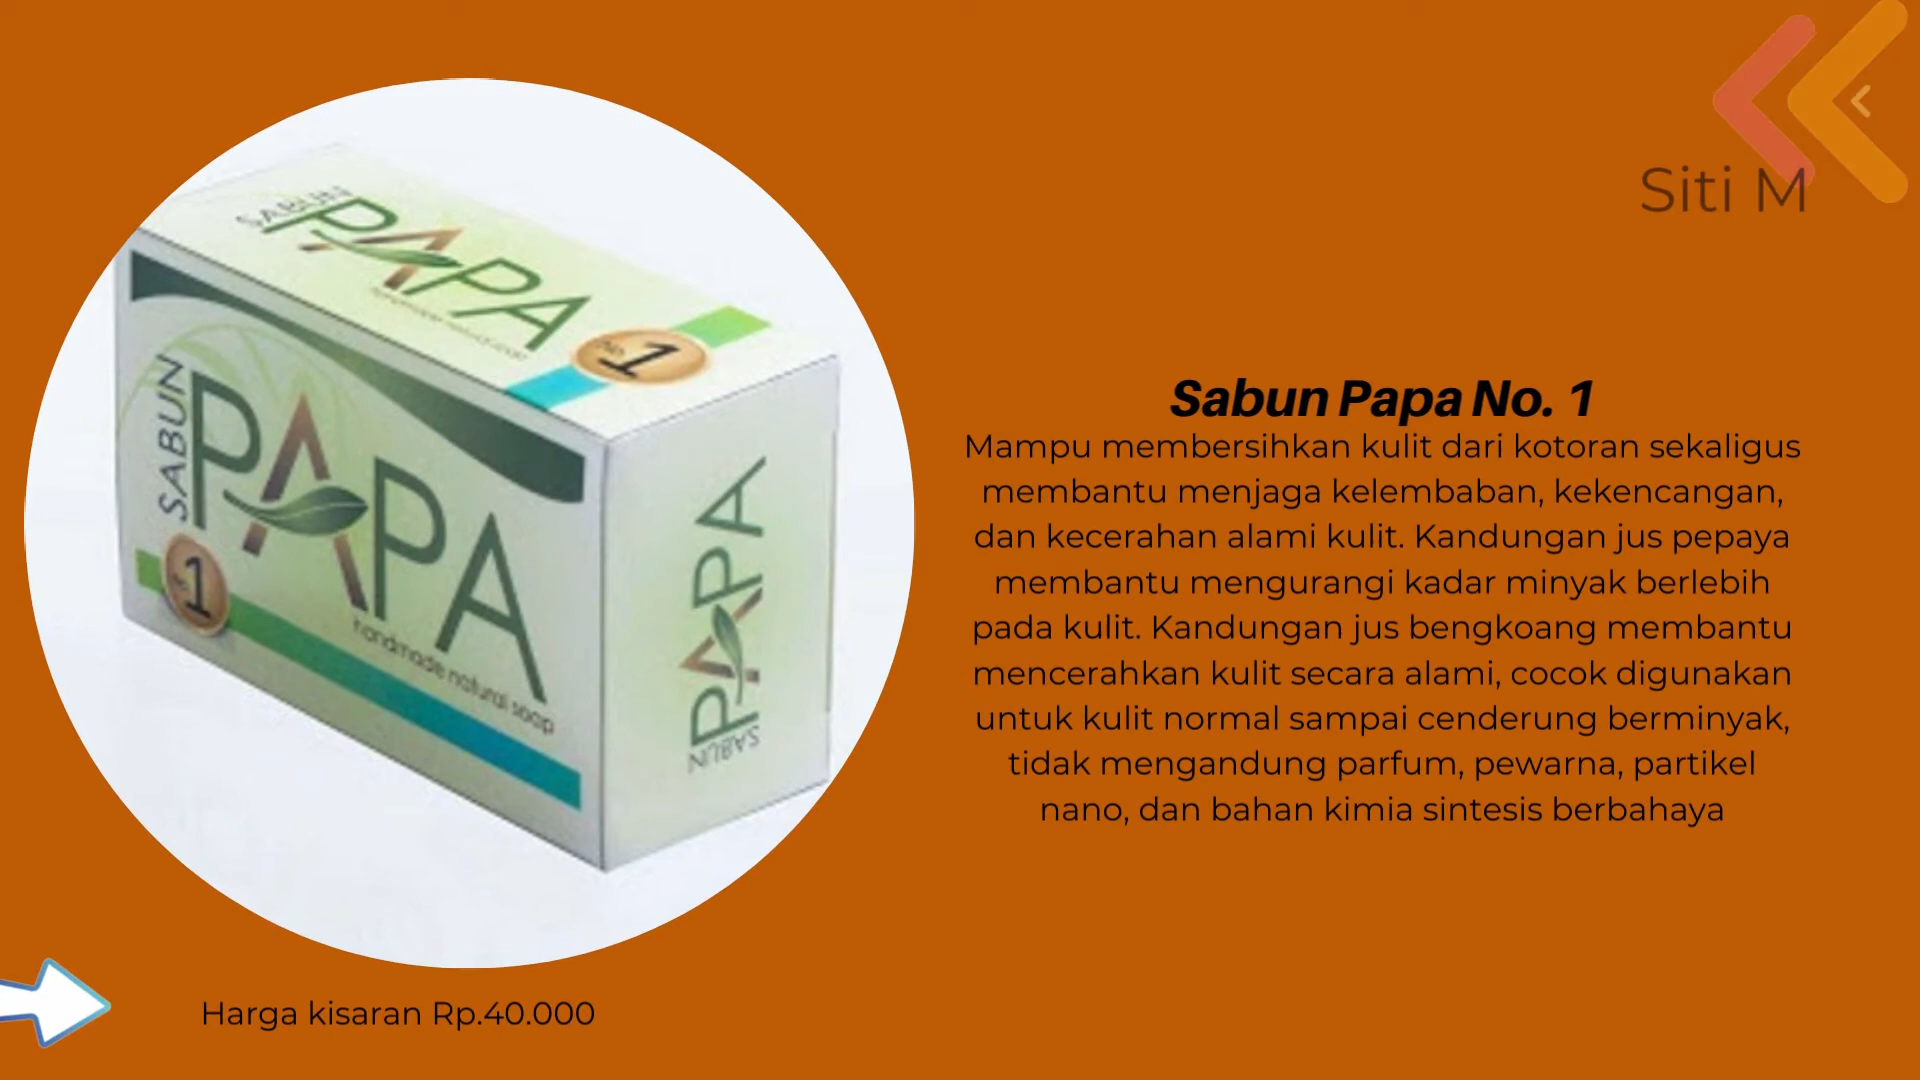 Siti M
SABUN
PAPA
No.1
SABUN
PAPA
No.1
handmade natural soap
SABUN
PAPA
Sabun Papa No. 1
Mampu membersihkan kulit dari kotoran sekaligus
membantu menjaga kelembaban, kekencangan,
dan kecerahan alami kulit. Kandungan jus pepaya
membantu mengurangi kadar minyak berlebih
pada kulit. Kandungan jus bengkoang membantu
mencerahkan kulit secara alami, cocok digunakan
untuk kulit normal sampai cenderung berminyak,
tidak mengandung parfum, pewarna, partikel
nano, dan bahan kimia sintesis berbahaya
Harga kisaran Rp.40.000